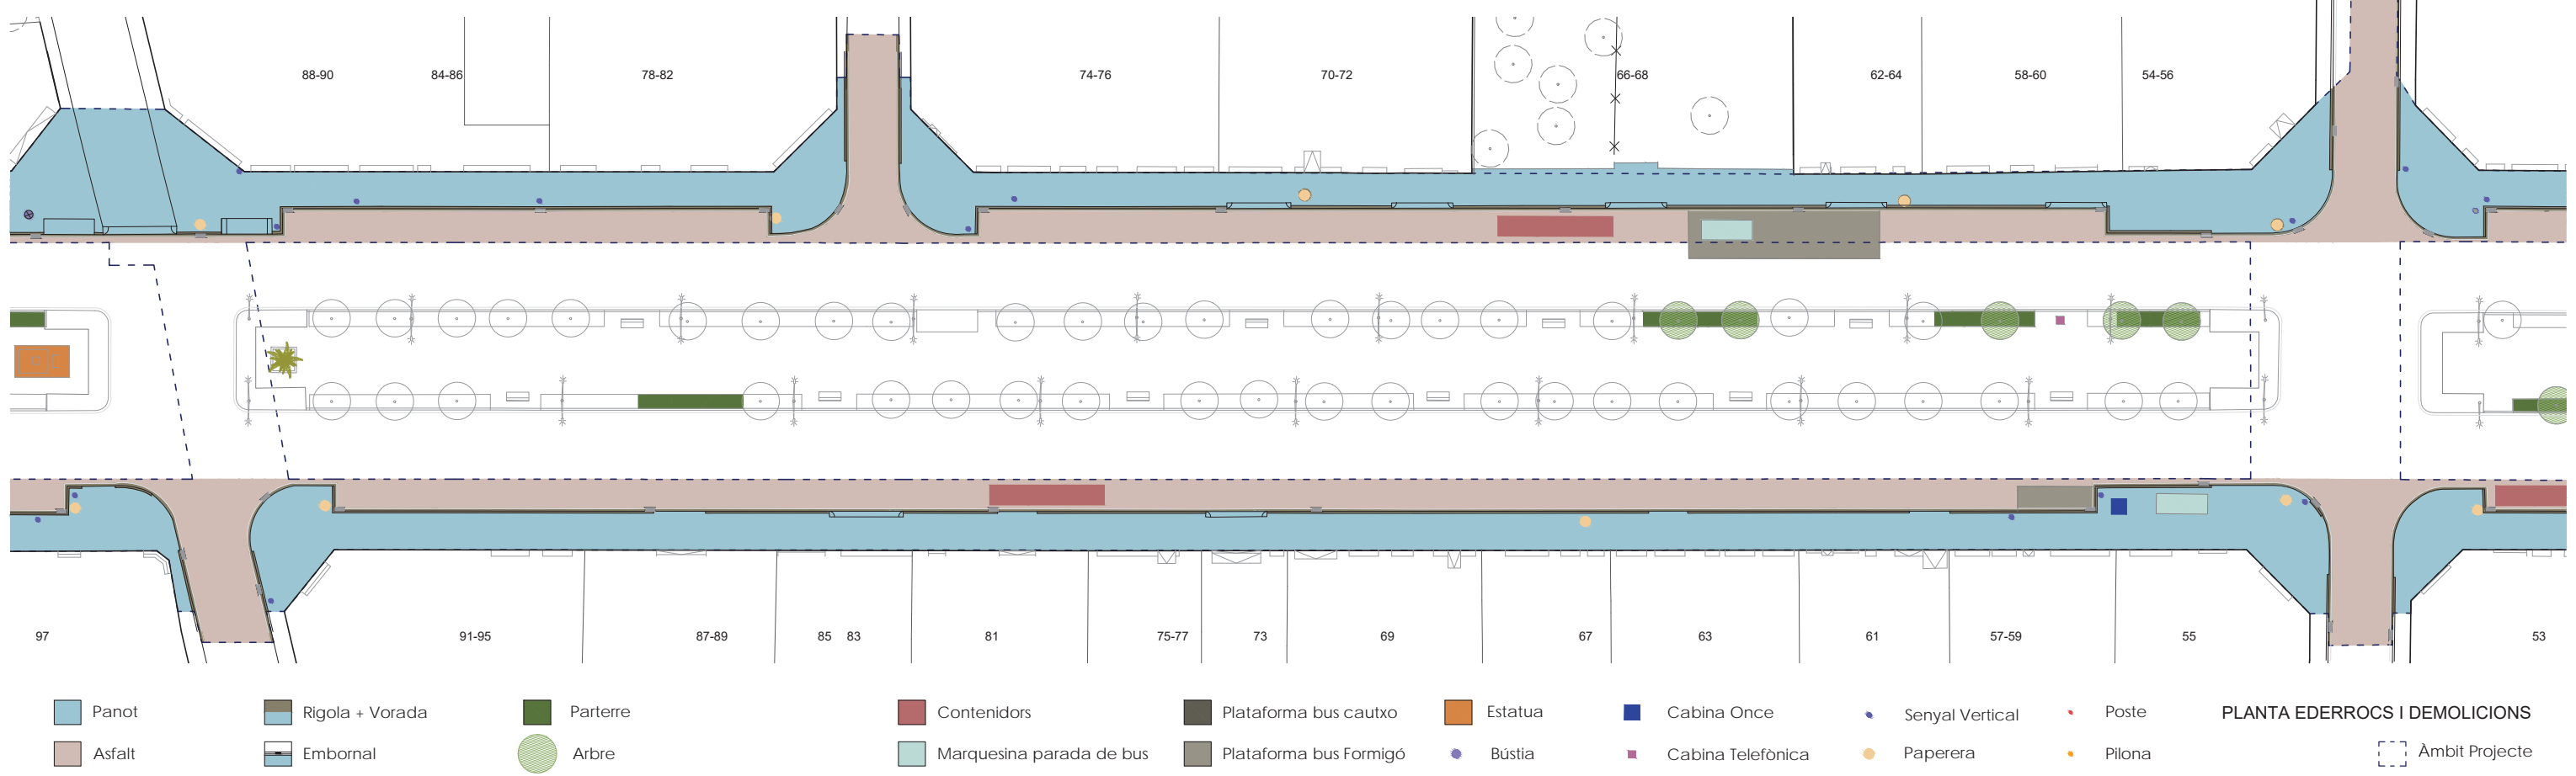 88-90 84-86 78-82 74-76 70-72 66-68 62-64 58-60 54-56
97 91-95 87-89 85 83 81 75-77 73 69 67 63 61 57-59 55 53
Panot Rigola + Vorada Parterre Contenidors Plataforma bus cautxo Estatua Cabina Once Senyal Vertical Poste PLANTA EDERROCS I DEMOLICIONS
Asfalt Embornal Arbre Marquesina parada de bus Plataforma bus Formigó Bústia Cabina Telefònica Paperera Pilona Àmbit Projecte